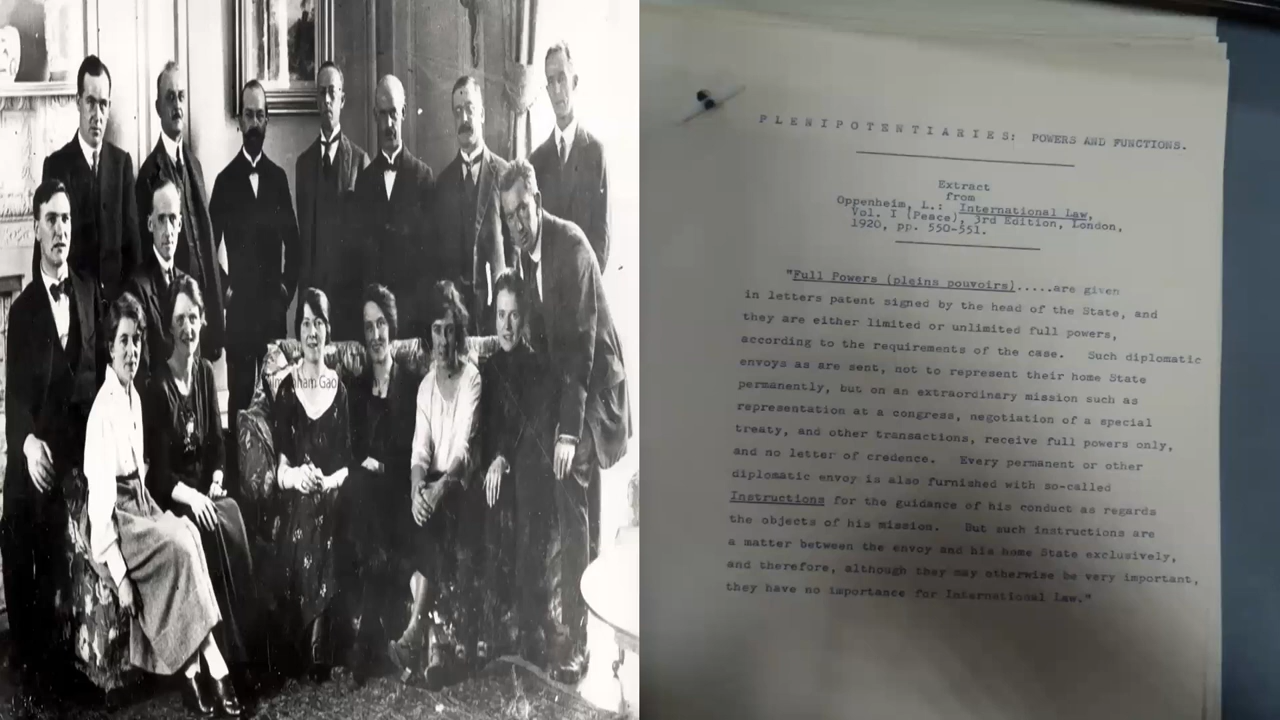 P L E N I P O T E N T I A R I E S: POWERS AND FUNCTIONS.
Extract
from
Oppenheim, L.: International Law,
Vol. I (Peace), 3rd Edition, London,
1920, pp. 550-551.
"Full Powers (pleins pouvoirs).....are given
in letters patent signed by the head of the State, and
they are either limited or unlimited full powers,
according to the requirements of the case. Such diplomatic
envoys as are sent, not to represent their home State
permanently, but on an extraordinary mission such as
representation at a congress, negotiation of a special
treaty, and other transactions, receive full powers only,
and no letter of credence. Every permanent or other
diplomatic envoy is also furnished with so-called
Instructions for the guidance of his conduct as regards
the objects of his mission. But such instructions are
a matter between the envoy and his home State exclusively,
and therefore, although they may otherwise be very important,
they have no importance for International Law."